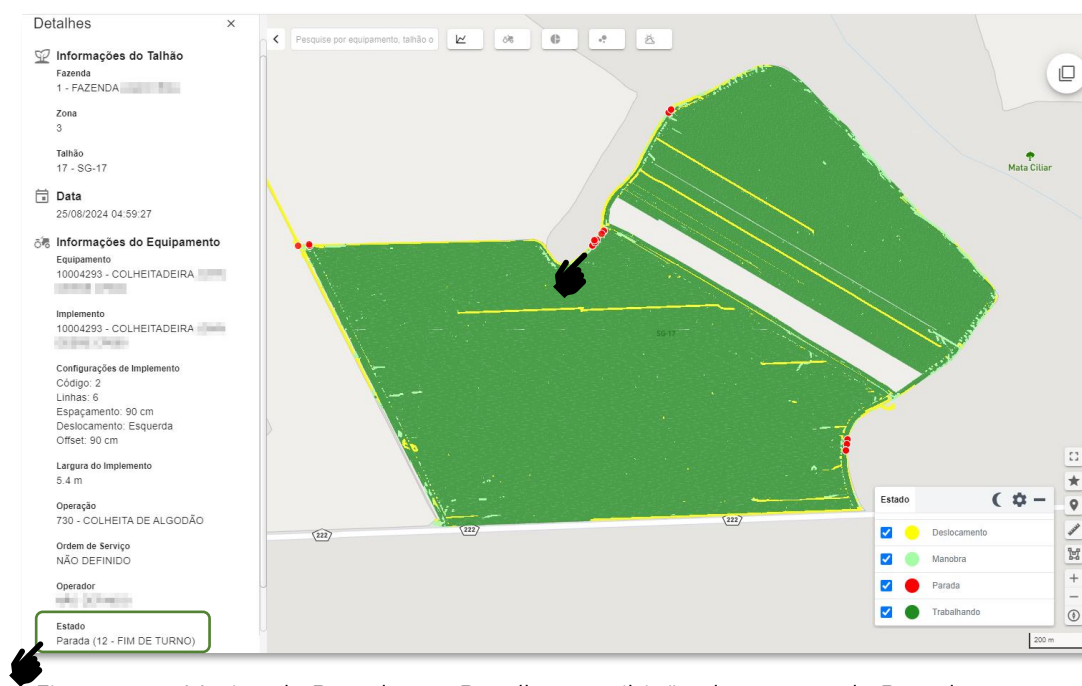 Detalhes ×
Informações do Talhão
Fazenda
1 - FAZENDA
Zona
3
Talhão
17 - SG-17
Data
25/08/2024 04:59:27
Informações do Equipamento
Equipamento
10004293 - COLHEITADEIRA
Implemento
10004293 - COLHEITADEIRA
Configurações de Implemento
Código: 2
Linhas: 6
Espaçamento: 90 cm
Deslocamento: Esquerda
Offset: 90 cm
Largura do Implemento
5.4 m
Operação
730 - COLHEITA DE ALGODÃO
Ordem de Serviço
NÃO DEFINIDO
Operador
Estado
Parada (12 - FIM DE TURNO)
Pesquise por equipamento, talhão o
Mata Ciliar
SG-17
222
222
222
Estado
Deslocamento
Manobra
Parada
Trabalhando
200 m